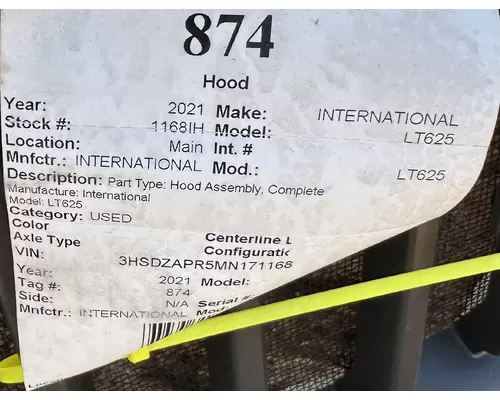 874
Hood
Year: 2021 Make: INTERNATIONAL
Stock #: 1168IH Model: LT625
Location: Main Int. #
Mnfctr.: INTERNATIONAL Mod.: LT625
Description: Part Type: Hood Assembly, Complete
Manufacture: International
Model: LT625
Category: USED
Color Centerline
Axle Type
VIN: 3HSDZAPR5MN171168
Year: 2021 Model:
Tag #: 874
Side: N/A Serial #
Mnfctr.: INTERNATIONAL